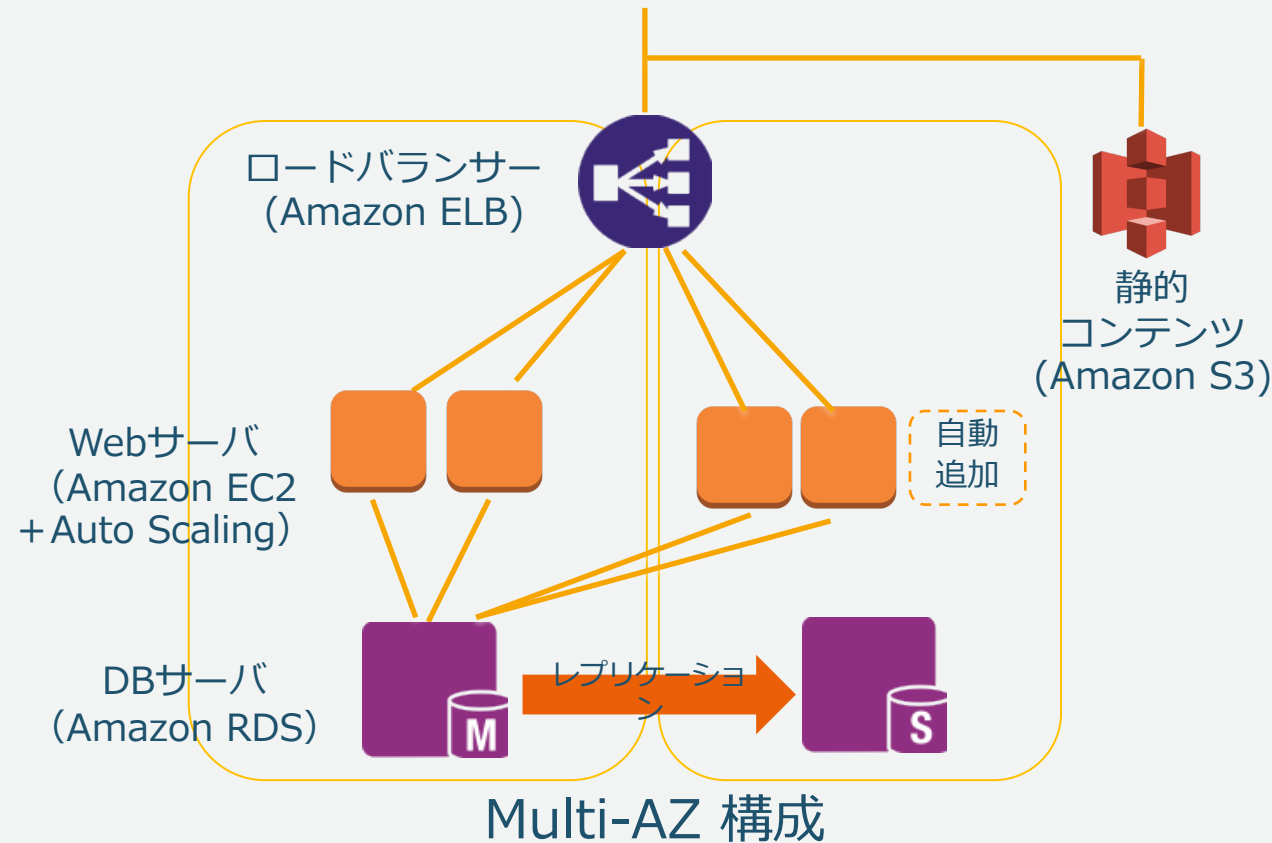 ロードバランサー
(Amazon ELB)
静的
コンテンツ
(Amazon S3)
Webサーバ
（Amazon EC2
＋Auto Scaling）
自動
追加
DBサーバ
（Amazon RDS）
レプリケーショ
ン
M
S
Multi-AZ 構成